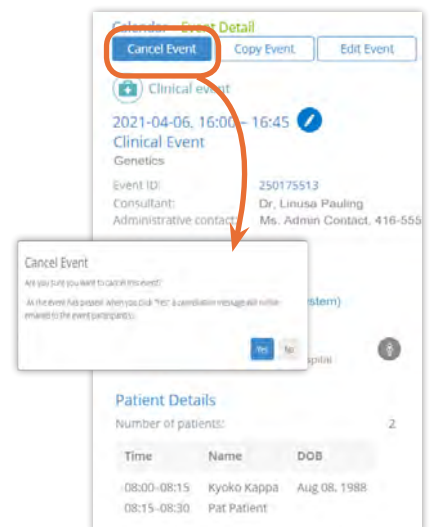 Calendar Event Detail
Cancel Event
Copy Event
Edit Event
Clinical event
2021-04-06, 16:00 – 16:45
Clinical Event
Genetics
Event ID:
250175513
Consultant:
Dr, Linusa Pauling
Administrative contact:
Ms. Admin Contact, 416-555
Cancel Event
Are you sure you want to cancel this event?
As the event has passed, when you click "Yes" a cancellation message will not be
emailed to the event participant(s).
Yes
No
stem)
spital
Patient Details
Number of patients:
2
Time
Name
DOB
08:00-08:15
Kyoko Kappa
Aug 08, 1988
08:15-08:30
Pat Patient